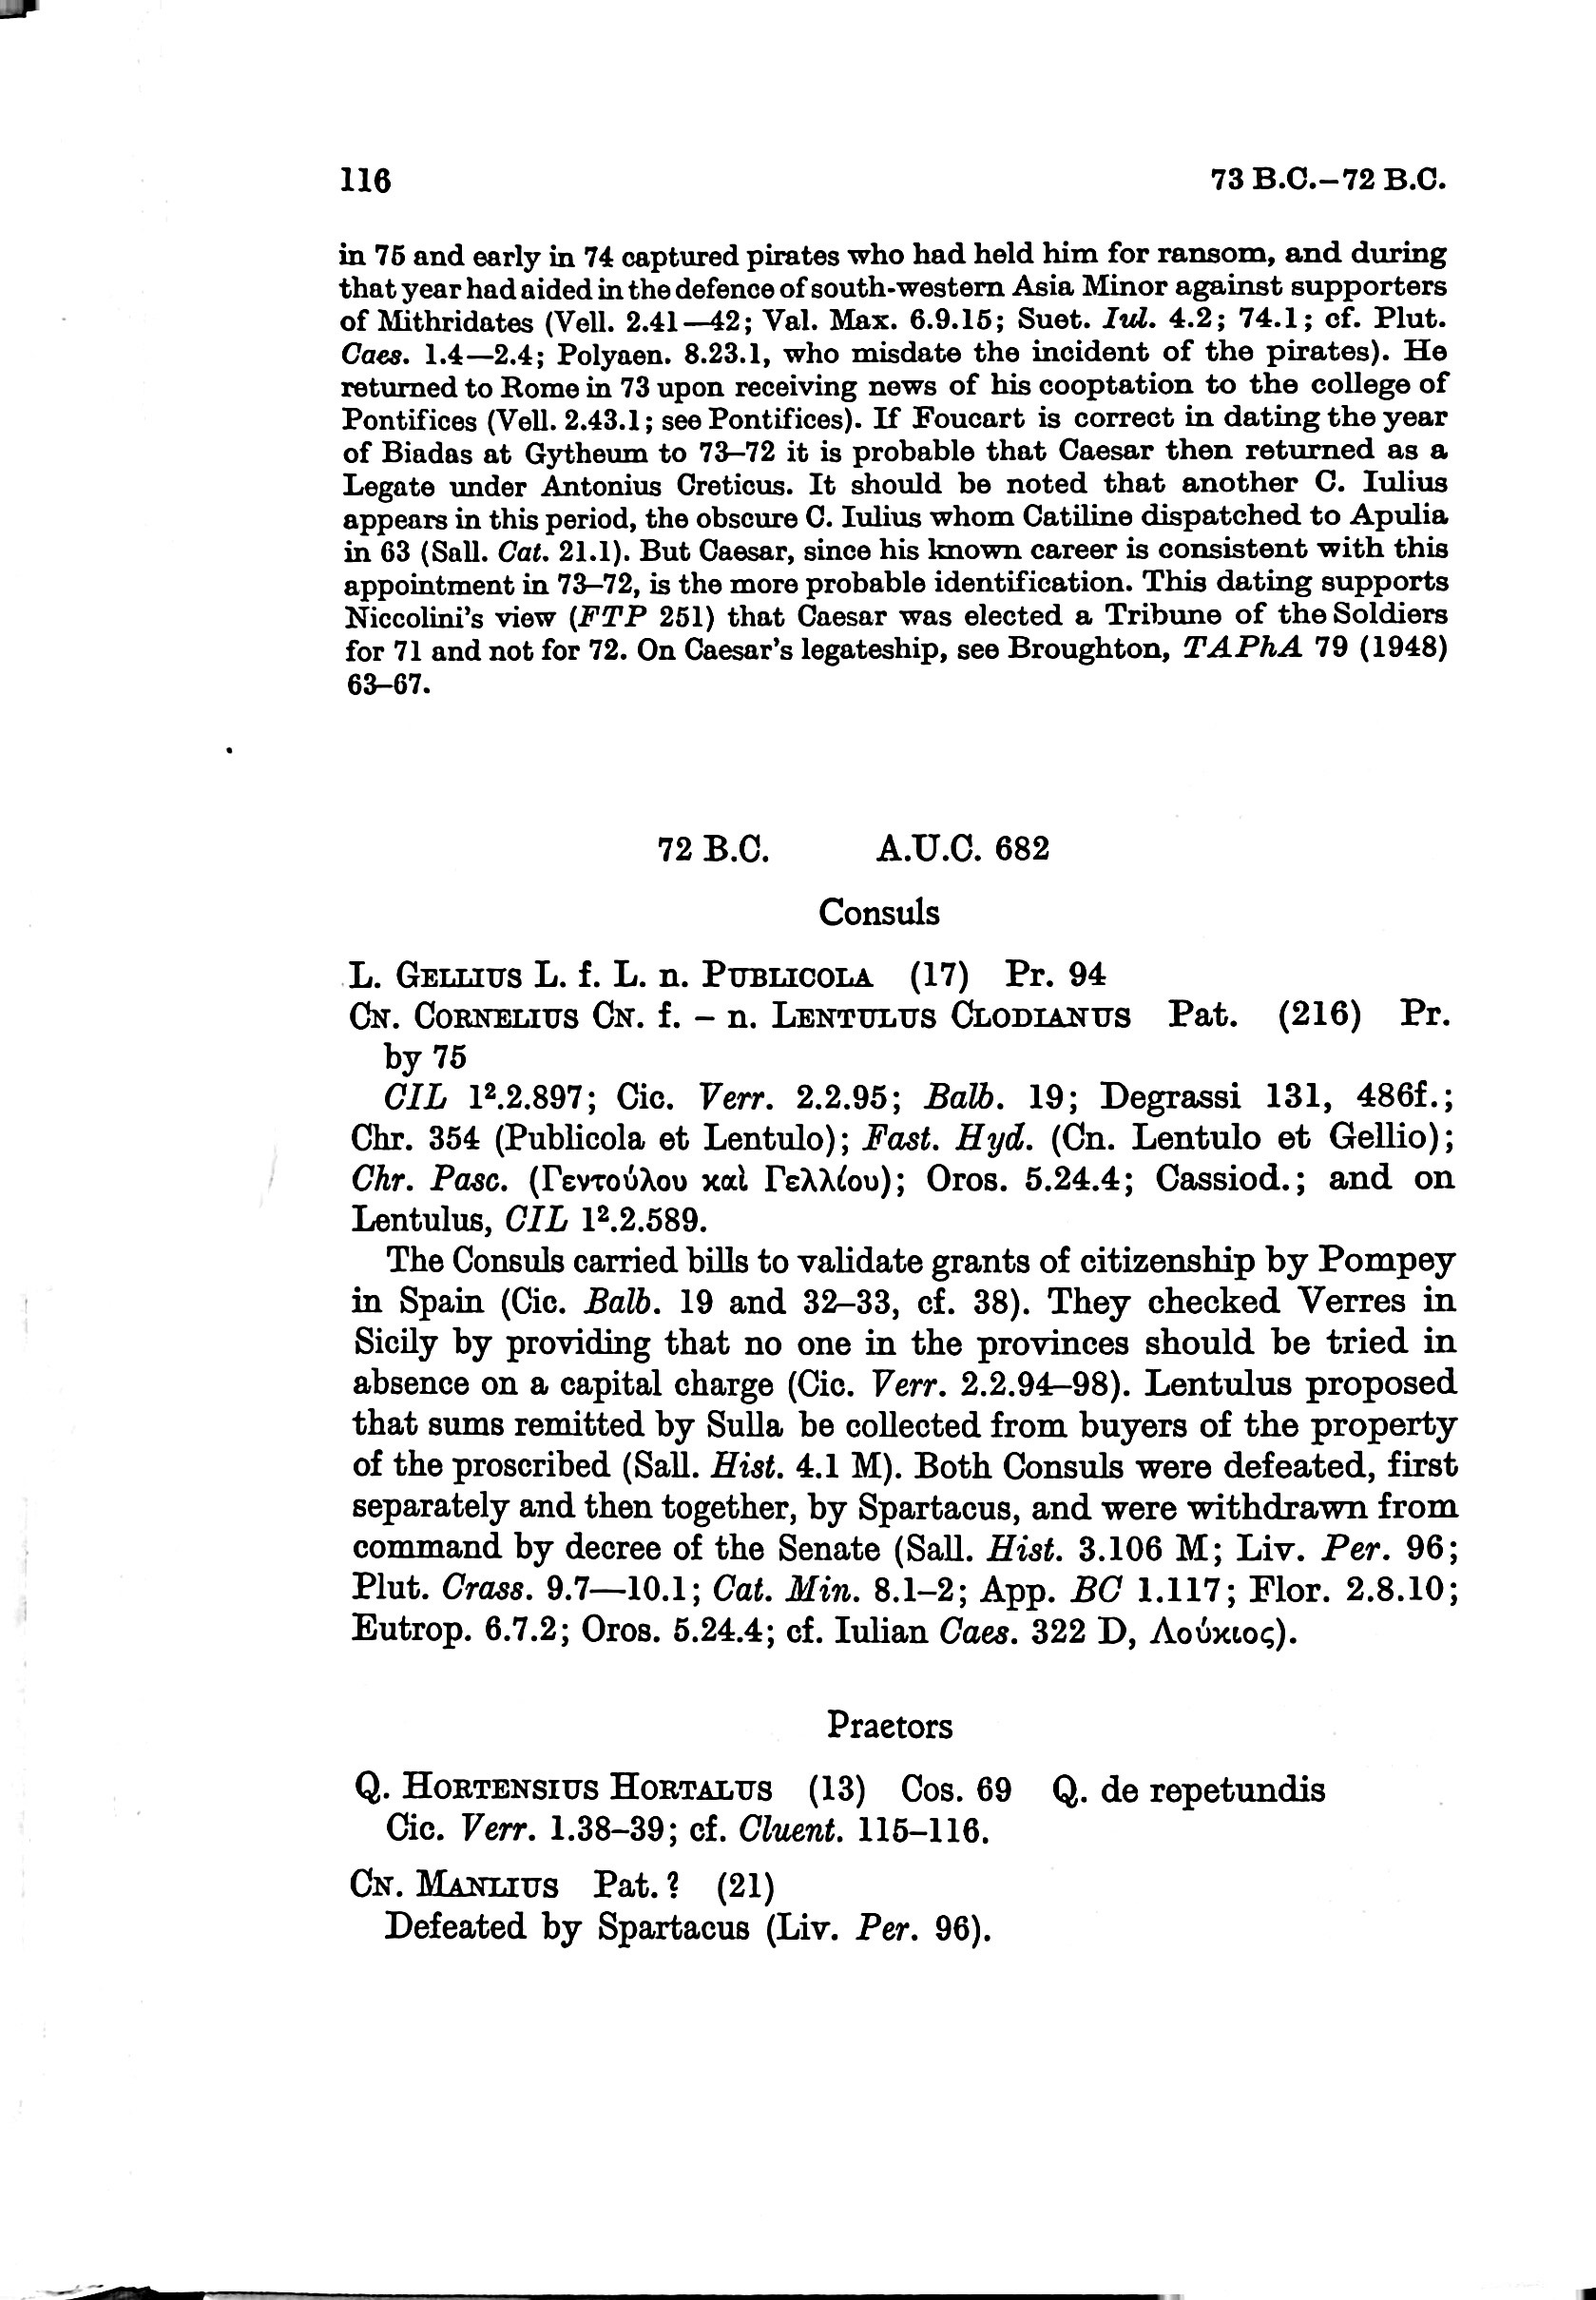 116 73 B.C.–72 B.C.
in 75 and early in 74 captured pirates who had held him for ransom, and during
that year had aided in the defence of south-western Asia Minor against supporters
of Mithridates (Vell. 2.41—42; Val. Max. 6.9.15; Suet. Iul. 4.2; 74.1; cf. Plut.
Caes. 1.4—2.4; Polyaen. 8.23.1, who misdate the incident of the pirates). He
returned to Rome in 73 upon receiving news of his cooptation to the college of
Pontifices (Vell. 2.43.1; see Pontifices). If Foucart is correct in dating the year
of Biadas at Gytheum to 73–72 it is probable that Caesar then returned as a
Legate under Antonius Creticus. It should be noted that another C. Iulius
appears in this period, the obscure C. Iulius whom Catiline dispatched to Apulia
in 63 (Sall. Cat. 21.1). But Caesar, since his known career is consistent with this
appointment in 73–72, is the more probable identification. This dating supports
Niccolini's view (FTP 251) that Caesar was elected a Tribune of the Soldiers
for 71 and not for 72. On Caesar's legateship, see Broughton, TAPhA 79 (1948)
63–67.
72 B.C. A.U.C. 682
Consuls
L. GELLIUS L. f. L. n. PUBLICOLA (17) Pr. 94
CN. CORNELIUS CN. f. – n. LENTULUS CLODIANUS Pat. (216) Pr.
by 75
CIL 1².2.897; Cic. Verr. 2.2.95; Balb. 19; Degrassi 131, 486f.;
Chr. 354 (Publicola et Lentulo); Fast. Hyd. (Cn. Lentulo et Gellio);
Chr. Pasc. (Γεντούλου καὶ Γελλίου); Oros. 5.24.4; Cassiod.; and on
Lentulus, CIL 1².2.589.
The Consuls carried bills to validate grants of citizenship by Pompey
in Spain (Cic. Balb. 19 and 32–33, cf. 38). They checked Verres in
Sicily by providing that no one in the provinces should be tried in
absence on a capital charge (Cic. Verr. 2.2.94–98). Lentulus proposed
that sums remitted by Sulla be collected from buyers of the property
of the proscribed (Sall. Hist. 4.1 M). Both Consuls were defeated, first
separately and then together, by Spartacus, and were withdrawn from
command by decree of the Senate (Sall. Hist. 3.106 M; Liv. Per. 96;
Plut. Crass. 9.7—10.1; Cat. Min. 8.1–2; App. BC 1.117; Flor. 2.8.10;
Eutrop. 6.7.2; Oros. 5.24.4; cf. Iulian Caes. 322 D, Λούκιος).
Praetors
Q. HORTENSIUS HORTALUS (13) Cos. 69 Q. de repetundis
Cic. Verr. 1.38–39; cf. Cluent. 115–116.
CN. MANLIUS Pat.? (21)
Defeated by Spartacus (Liv. Per. 96).